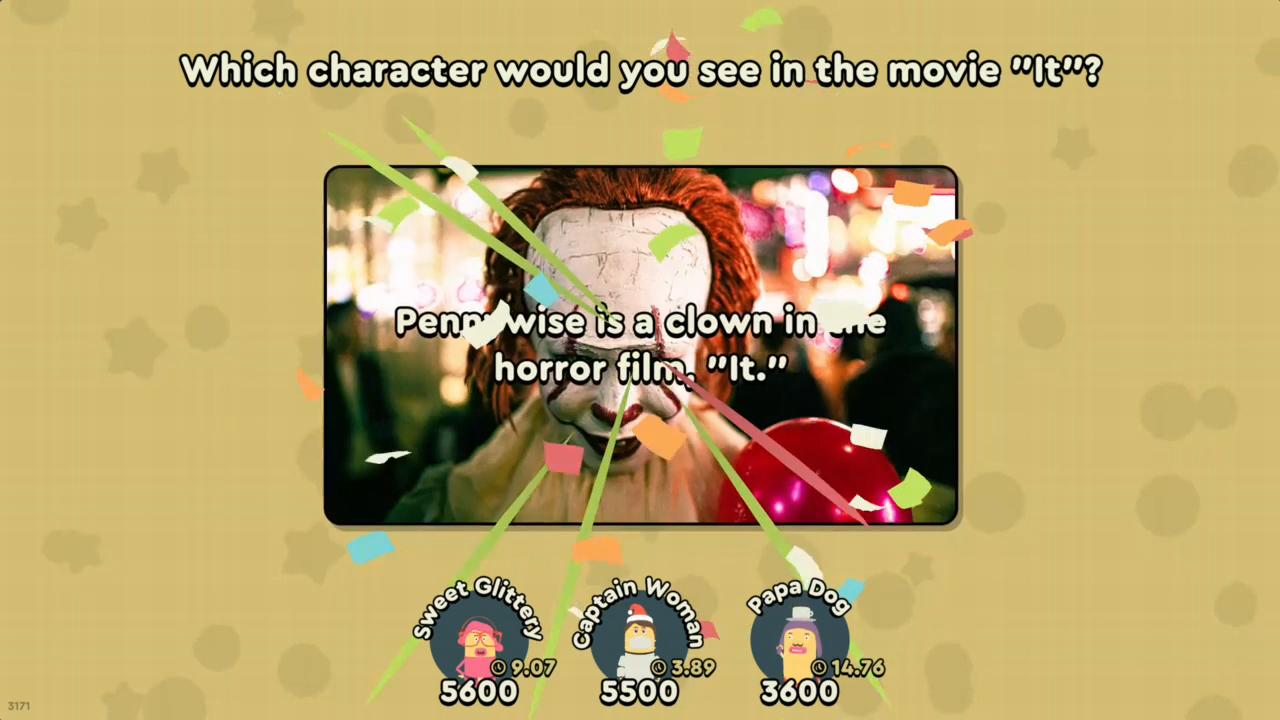 Which character would you see in the movie "It"?
Pennywise is a clown in the
horror film, "It."
Sweet Glittery
Captain Woman
Papa Dog
9.07
3.89
14.76
5600
5500
3600
3171